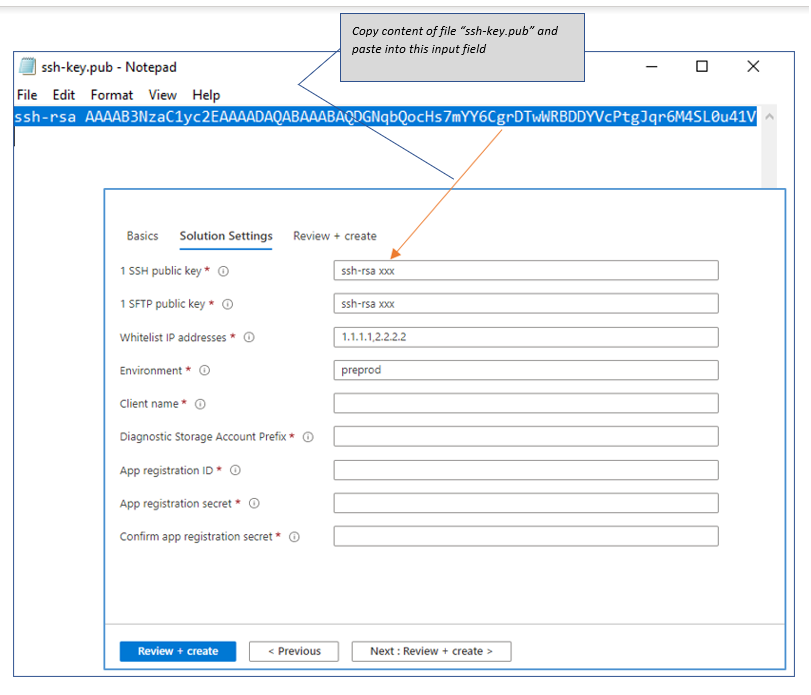 Copy content of file “ssh-key.pub” and
paste into this input field
ssh-key.pub - Notepad
File Edit Format View Help
ssh-rsa AAAAB3NzaC1yc2EAAAADAQABAAABAQDGNqbQocHs7mYY6CgrDTwWRBDDYVcPtgJqr6M4SL0u41V
Basics Solution Settings Review + create
1 SSH public key * ssh-rsa xxx
1 SFTP public key * ssh-rsa xxx
Whitelist IP addresses * 1.1.1.1,2.2.2.2
Environment * preprod
Client name *
Diagnostic Storage Account Prefix *
App registration ID *
App registration secret *
Confirm app registration secret *
Review + create < Previous Next : Review + create >